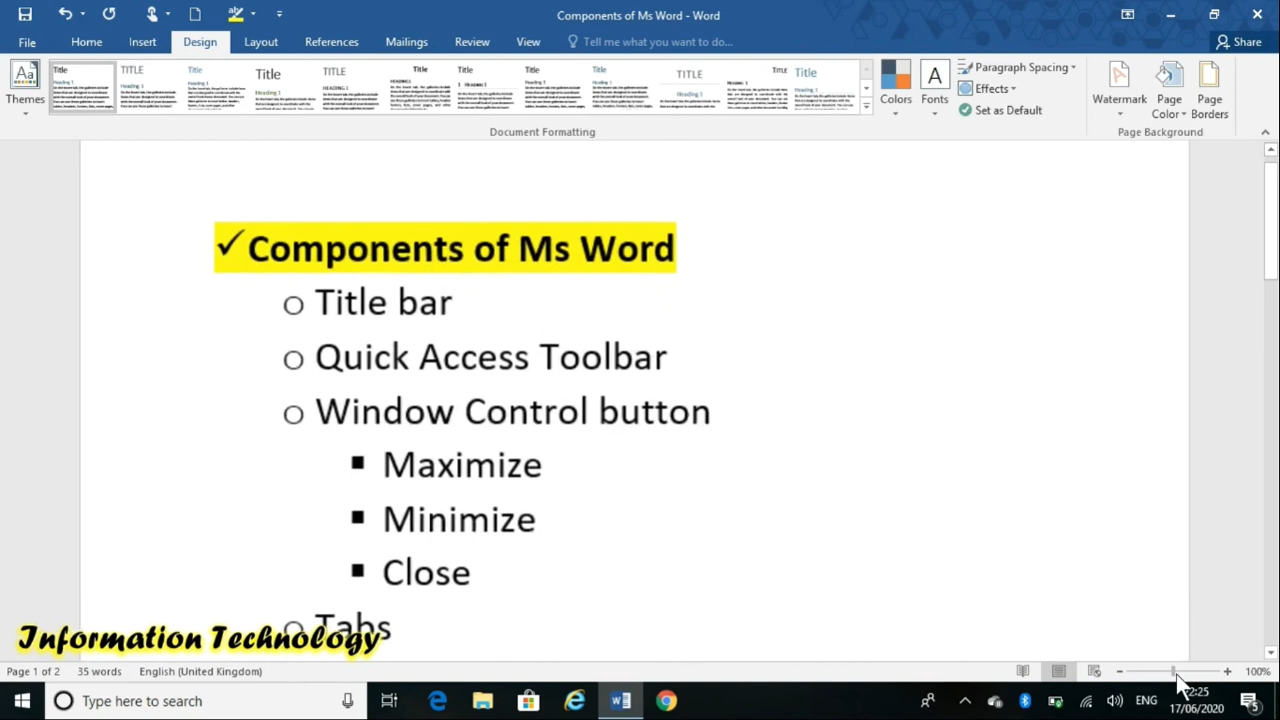 Components of Ms Word - Word
File Home Insert Design Layout References Mailings Review View Tell me what you want to do... Share
Themes
Colors
Fonts
Paragraph Spacing
Effects
Set as Default
Watermark
Page Color
Page Borders
Document Formatting
Page Background
✓Components of Ms Word
o Title bar
o Quick Access Toolbar
o Window Control button
▪ Maximize
▪ Minimize
▪ Close
o Tabs
Information Technology
Page 1 of 2 35 words English (United Kingdom) 100%
Type here to search
ENG
22:25
17/06/2020
5